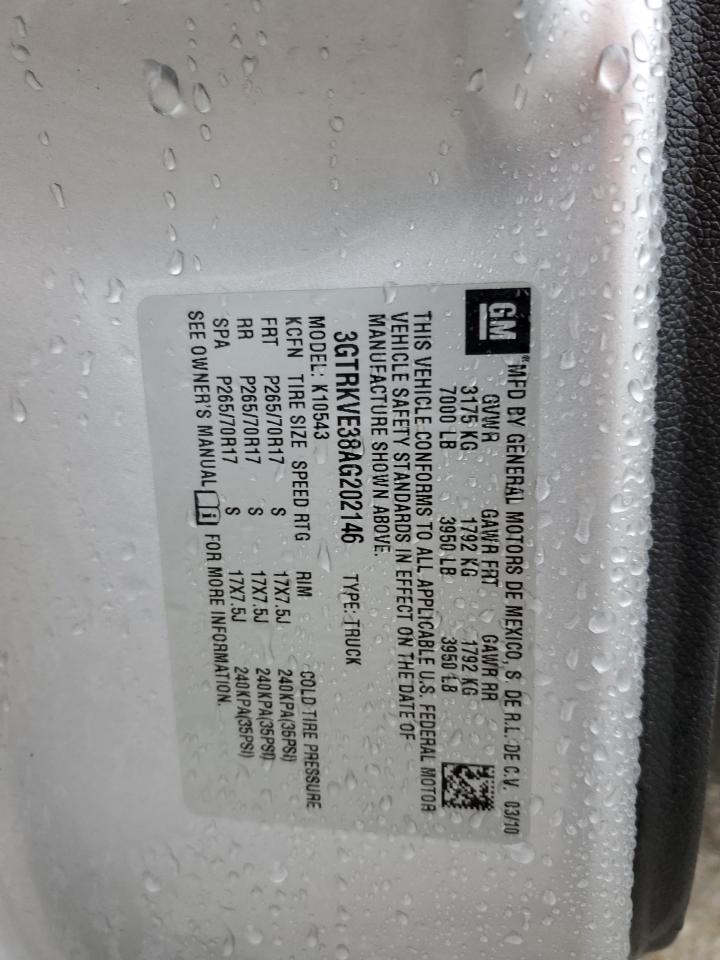 GM
MFD BY GENERAL MOTORS DE MEXICO, S. DE R.L. DE C.V. 03/10
GVWR GAWR FRT GAWR RR
3175 KG 1792 KG 1792 KG
7000 LB 3950 LB 3950 LB
THIS VEHICLE CONFORMS TO ALL APPLICABLE U.S. FEDERAL MOTOR
VEHICLE SAFETY STANDARDS IN EFFECT ON THE DATE OF
MANUFACTURE SHOWN ABOVE.
3GTRKVE38AG202146 TYPE: TRUCK
MODEL: K10543
KCFN TIRE SIZE SPEED RTG RIM COLD TIRE PRESSURE
FRT P265/70R17 S 17X7.5J 240KPA(35PSI)
RR P265/70R17 S 17X7.5J 240KPA(35PSI)
SPA P265/70R17 S 17X7.5J 240KPA(35PSI)
SEE OWNER'S MANUAL FOR MORE INFORMATION.